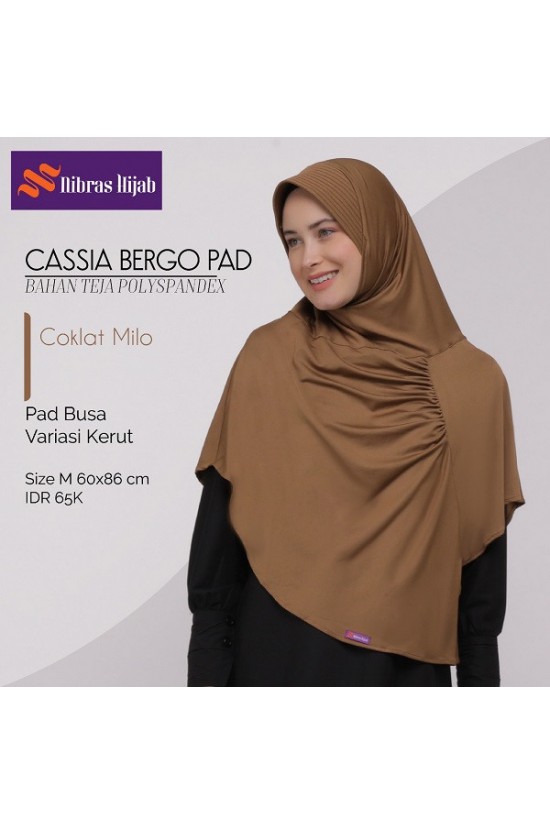 Nibras Hijab
CASSIA BERGO PAD
BAHAN TEJA POLYSPANDEX
Coklat Milo
Pad Busa
Variasi Kerut
Size M 60x86 cm
IDR 65K